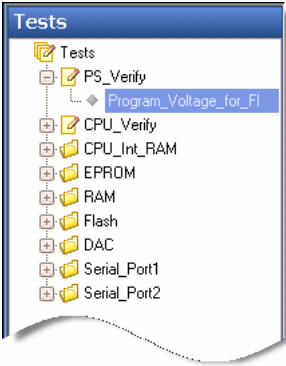 Tests
Tests
PS_Verify
Program_Voltage_for_Fl
CPU_Verify
CPU_Int_RAM
EPROM
RAM
Flash
DAC
Serial_Port1
Serial_Port2